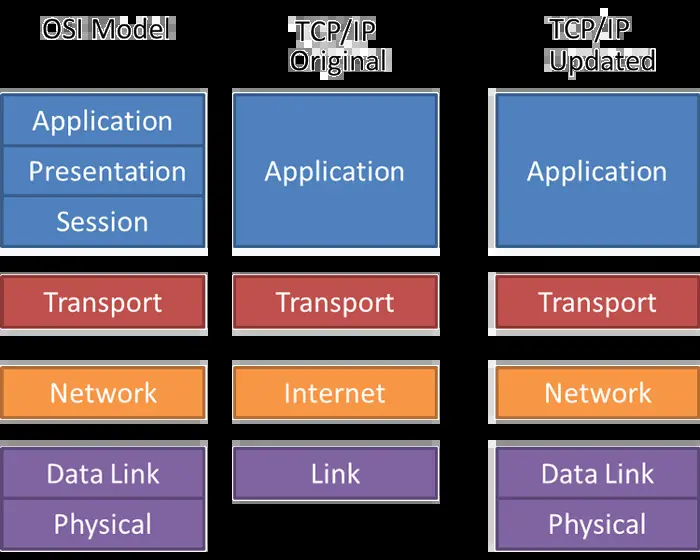 OSI Model
Application
Presentation
Session
Transport
Network
Data Link
Physical
TCP/IP
Original
Application
Transport
Internet
Link
TCP/IP
Updated
Application
Transport
Network
Data Link
Physical